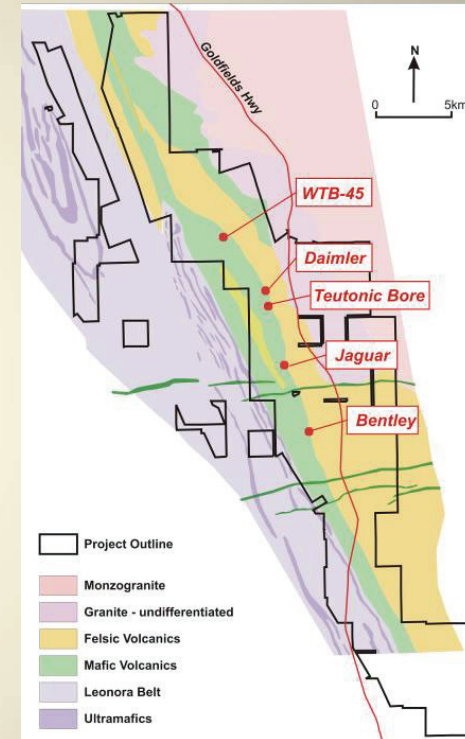 Goldfields Hwy
N
0 5km
WTB-45
Daimler
Teutonic Bore
Jaguar
Bentley
Project Outline
Monzogranite
Granite - undifferentiated
Felsic Volcanics
Mafic Volcanics
Leonora Belt
Ultramafics